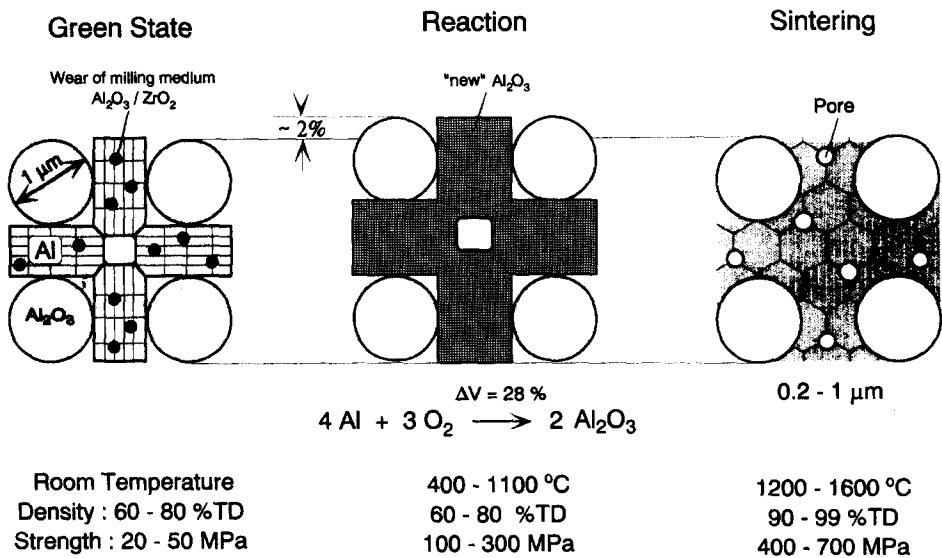 Green State
Reaction
Sintering
Wear of milling medium
Al₂O₃ / ZrO₂
~ 2%
"new" Al₂O₃
Pore
1 μm
Al
Al₂O₃
ΔV = 28 %
4 Al + 3 O₂ ⟶ 2 Al₂O₃
0.2 - 1 μm
Room Temperature
Density : 60 - 80 %TD
Strength : 20 - 50 MPa
400 - 1100 °C
60 - 80 %TD
100 - 300 MPa
1200 - 1600 °C
90 - 99 %TD
400 - 700 MPa